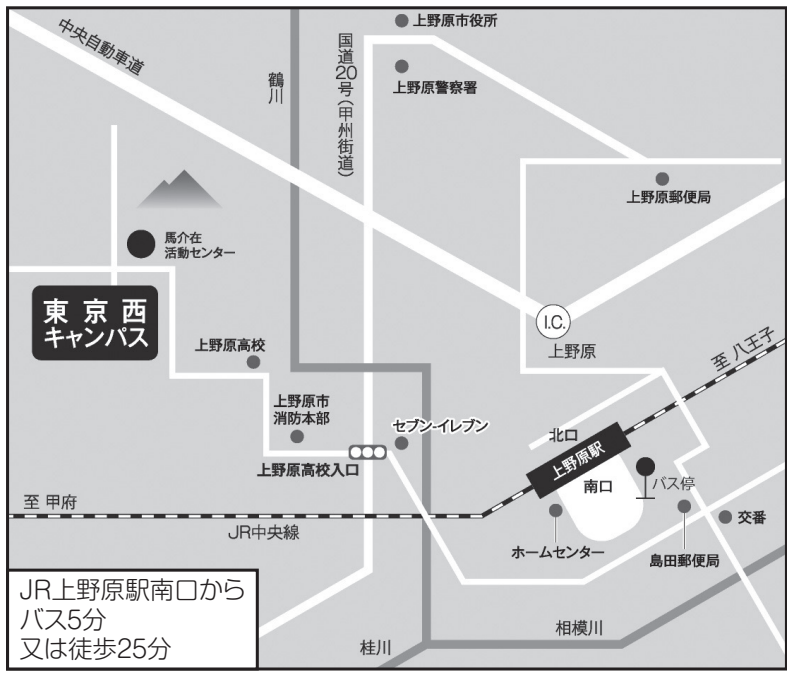 上野原市役所
中央自動車道
国道20号(甲州街道)
鶴川
上野原警察署
上野原郵便局
馬介在
活動センター
東京西
キャンパス
I.C.
上野原
至 八王子
上野原高校
上野原市
消防本部
セブン-イレブン
北口
上野原駅
上野原高校入口
南口
バス停
至 甲府
JR中央線
交番
ホームセンター
島田郵便局
JR上野原駅南口から
バス5分
又は徒歩25分
相模川
桂川